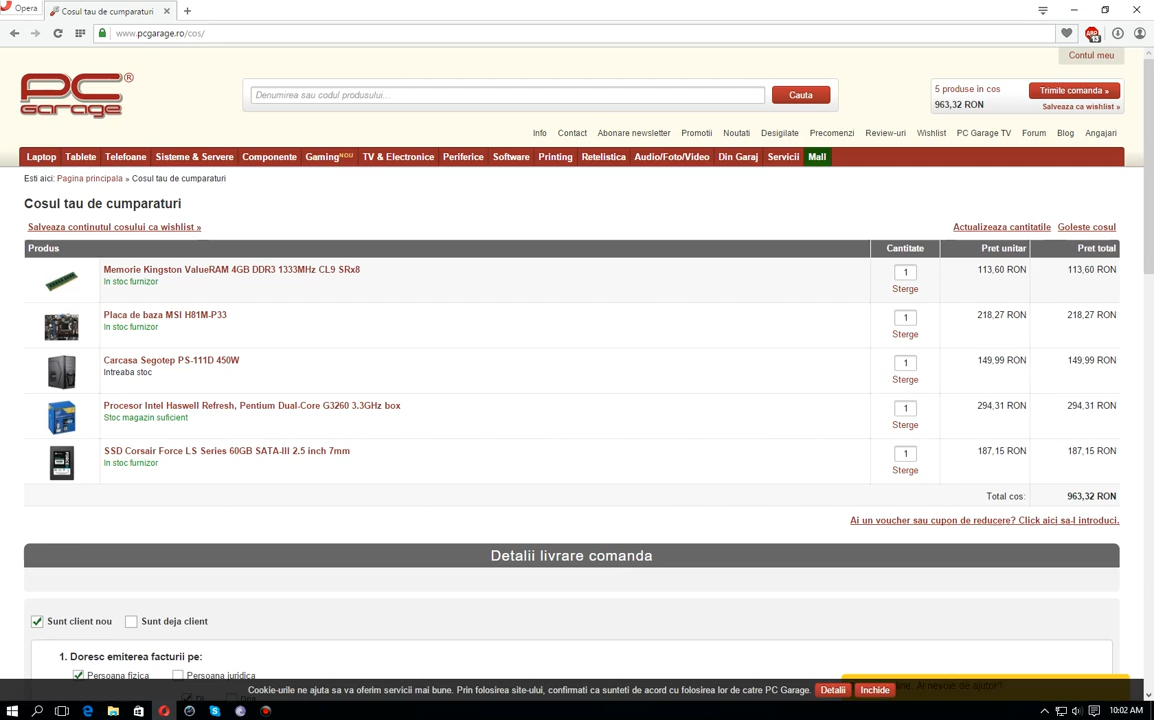 Opera
Cosul tau de cumparaturi
www.pcgarage.ro/cos/
13
Contul meu
PC Garage ®
Denumirea sau codul produsului...
Cauta
5 produse in cos
963,32 RON
Trimite comanda »
Salveaza ca wishlist »
Info Contact Abonare newsletter Promotii Noutati Desigilate Precomenzi Review-uri Wishlist PC Garage TV Forum Blog Angajari
Laptop Tablete Telefoane Sisteme & Servere Componente Gaming NOU TV & Electronice Periferice Software Printing Retelistica Audio/Foto/Video Din Garaj Servicii Mall
Esti aici: Pagina principala » Cosul tau de cumparaturi
Cosul tau de cumparaturi
Salveaza continutul cosului ca wishlist »
Actualizeaza cantitatile Goleste cosul
Produs Cantitate Pret unitar Pret total
Memorie Kingston ValueRAM 4GB DDR3 1333MHz CL9 SRx8
In stoc furnizor
1
Sterge
113,60 RON 113,60 RON
Placa de baza MSI H81M-P33
In stoc furnizor
1
Sterge
218,27 RON 218,27 RON
Carcasa Segotep PS-111D 450W
Intreaba stoc
1
Sterge
149,99 RON 149,99 RON
Procesor Intel Haswell Refresh, Pentium Dual-Core G3260 3.3GHz box
Stoc magazin suficient
1
Sterge
294,31 RON 294,31 RON
SSD Corsair Force LS Series 60GB SATA-III 2.5 inch 7mm
In stoc furnizor
1
Sterge
187,15 RON 187,15 RON
Total cos: 963,32 RON
Ai un voucher sau cupon de reducere? Click aici sa-l introduci.
Detalii livrare comanda
Sunt client nou Sunt deja client
1. Doresc emiterea facturii pe:
Persoana fizica Persoana juridica
Cookie-urile ne ajuta sa va oferim servicii mai bune. Prin folosirea site-ului, confirmati ca sunteti de acord cu folosirea lor de catre PC Garage. Detalii Inchide
Ai nevoie de ajutor?
10:02 AM